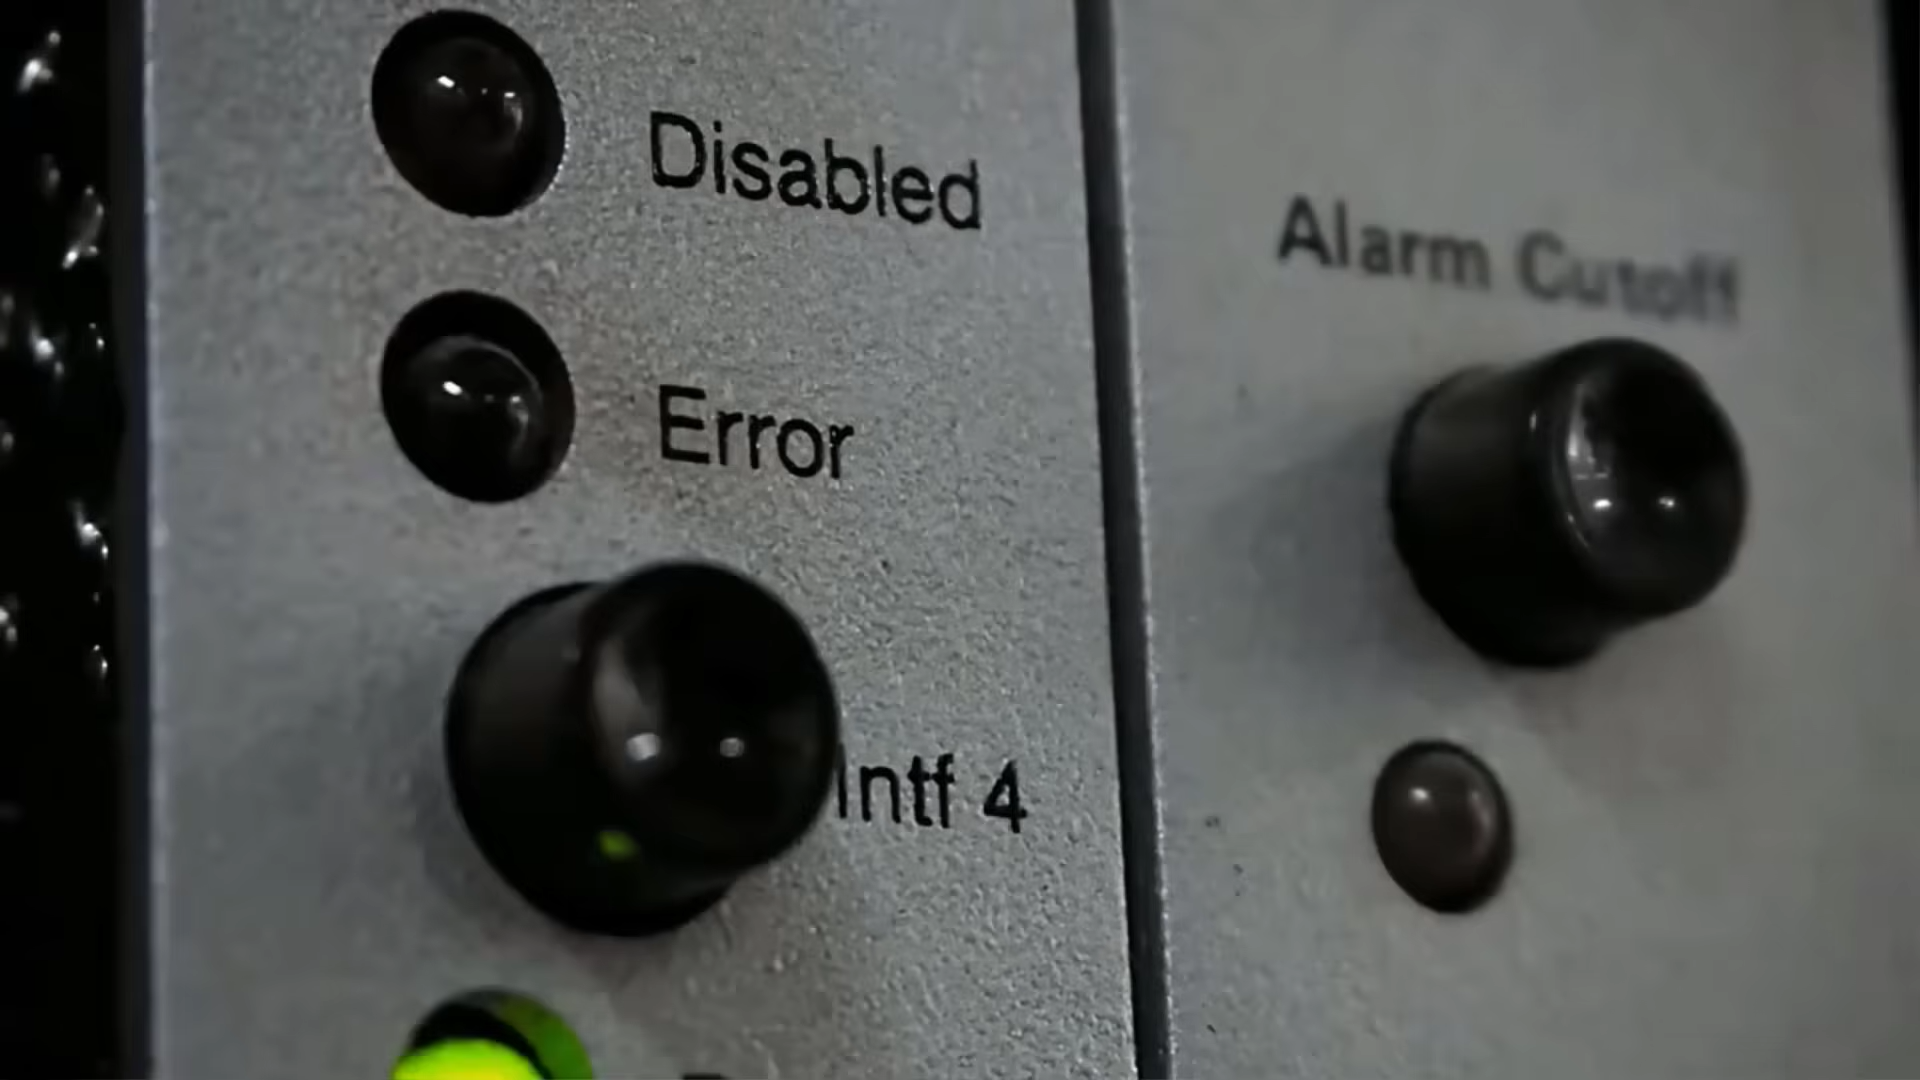 Disabled
Alarm Cutoff
Error
Intf 4